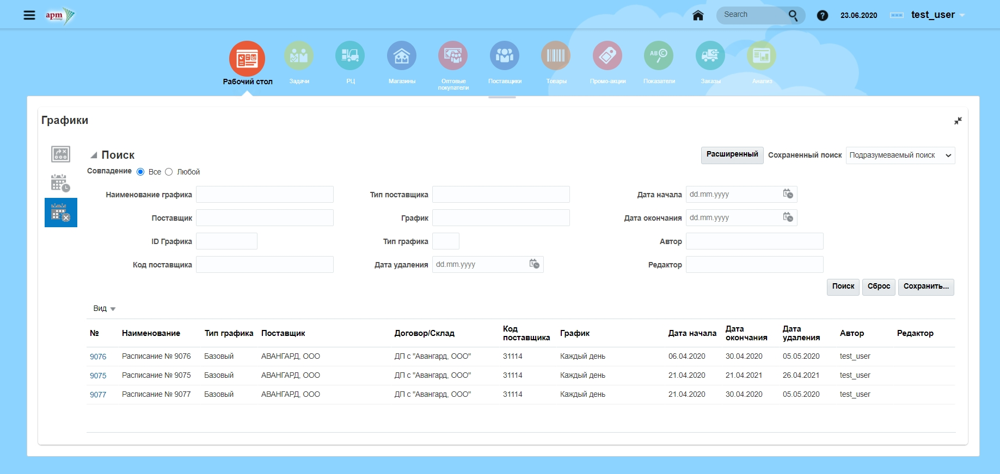 арт
Search
23.06.2020
test_user
Рабочий стол
Задачи
РЦ
Магазины
Оптовые
покупатели
Поставщики
Товары
Промо-акции
Показатели
Заказы
Анализ
Графики
Поиск
Расширенный
Сохраненный поиск
Подразумеваемый поиск
Совпадение
Все
Любой
Наименование графика
Тип поставщика
Дата начала dd.mm.yyyy
Поставщик
График
Дата окончания dd.mm.yyyy
ID Графика
Тип графика
Автор
Код поставщика
Дата удаления dd.mm.yyyy
Редактор
Поиск
Сброс
Сохранить...
Вид
№ Наименование Тип графика Поставщик Договор/Склад Код поставщика График Дата начала Дата окончания Дата удаления Автор Редактор
9076 Расписание № 9076 Базовый АВАНГАРД, ООО ДП с "Авангард, ООО" 31114 Каждый день 06.04.2020 30.04.2020 05.05.2020 test_user
9075 Расписание № 9075 Базовый АВАНГАРД, ООО ДП с "Авангард, ООО" 31114 Каждый день 21.04.2020 21.04.2021 26.04.2021 test_user
9077 Расписание № 9077 Базовый АВАНГАРД, ООО ДП с "Авангард, ООО" 31114 Каждый день 21.04.2020 30.04.2020 05.05.2020 test_user